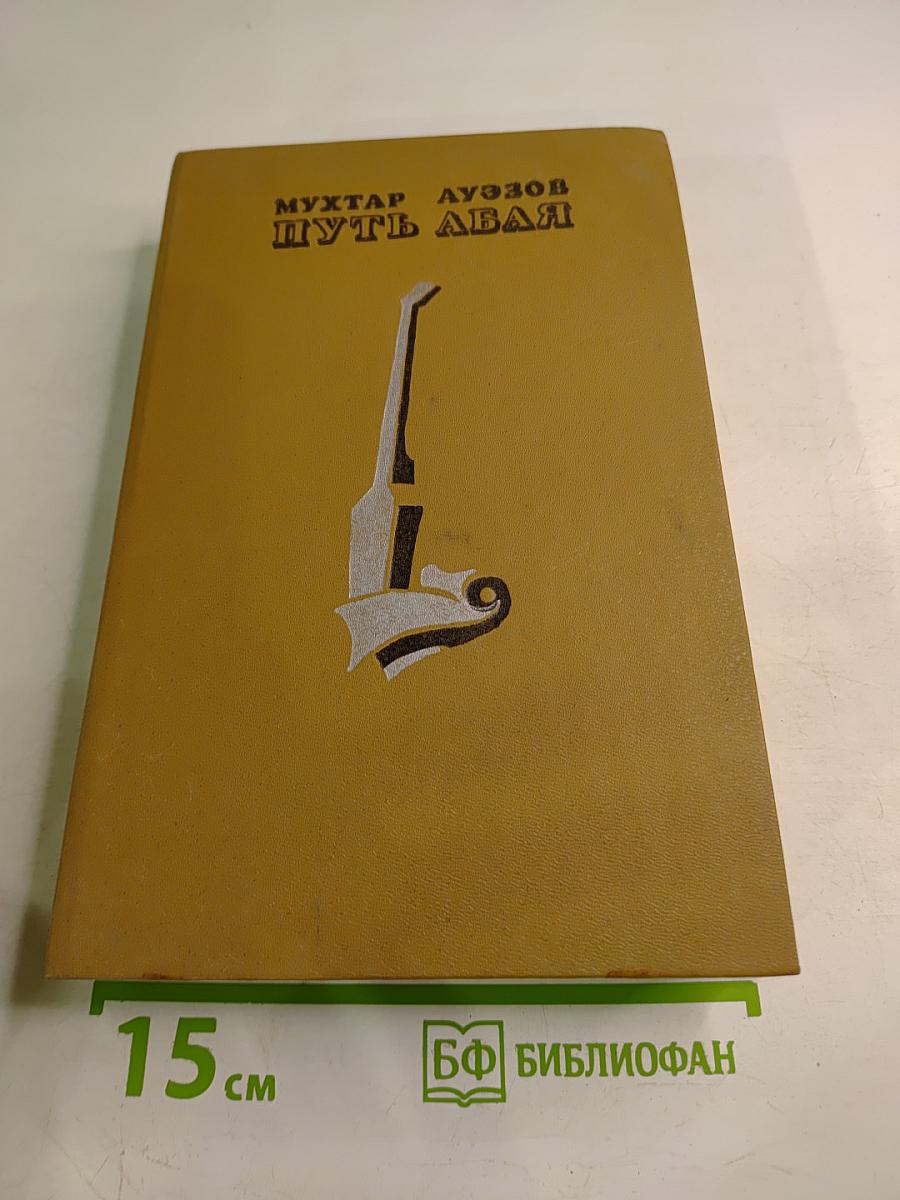 МУХТАР АУЭЗОВ
ПУТЬ АБАЯ
15 см
БФ БИБЛИОФАН